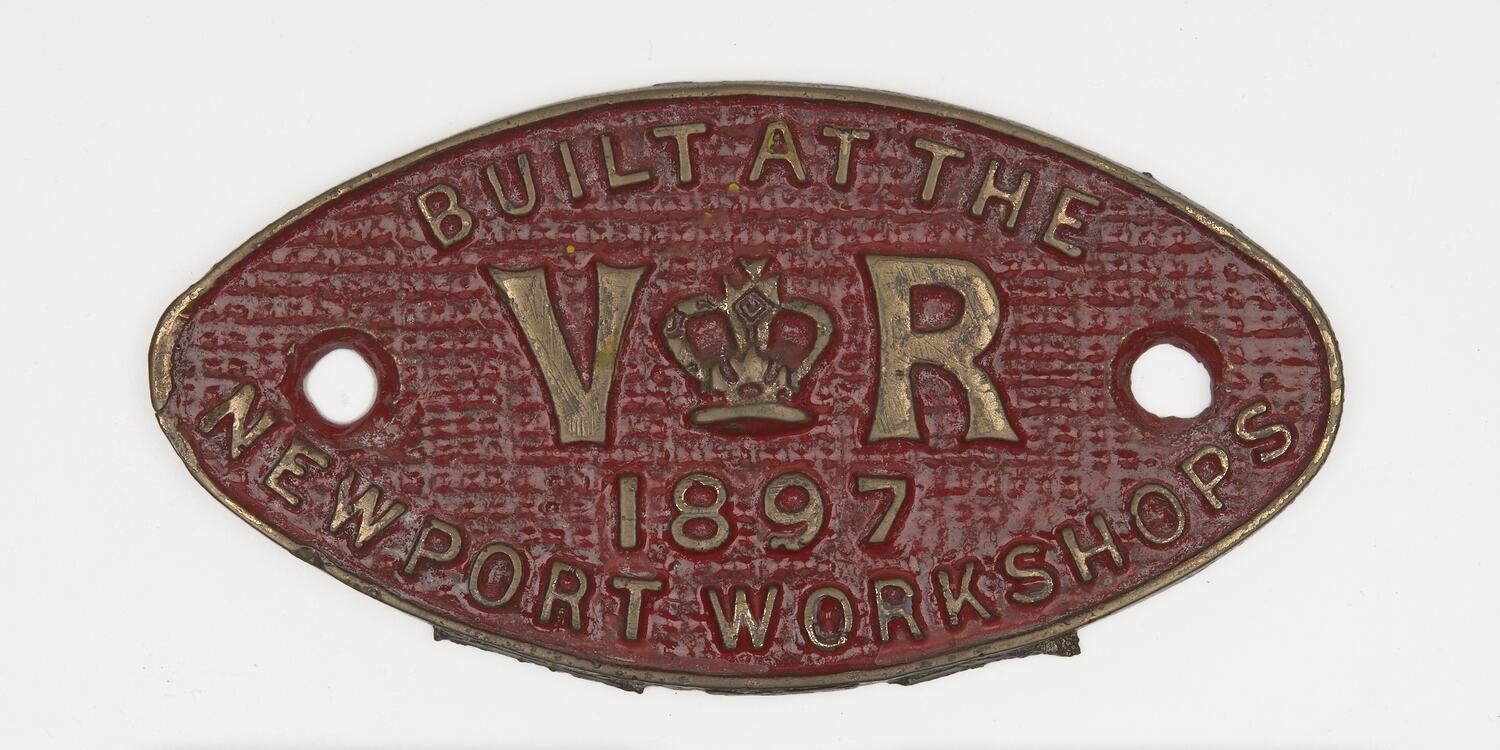 BUILT AT THE
V R
1897
NEWPORT WORKSHOPS